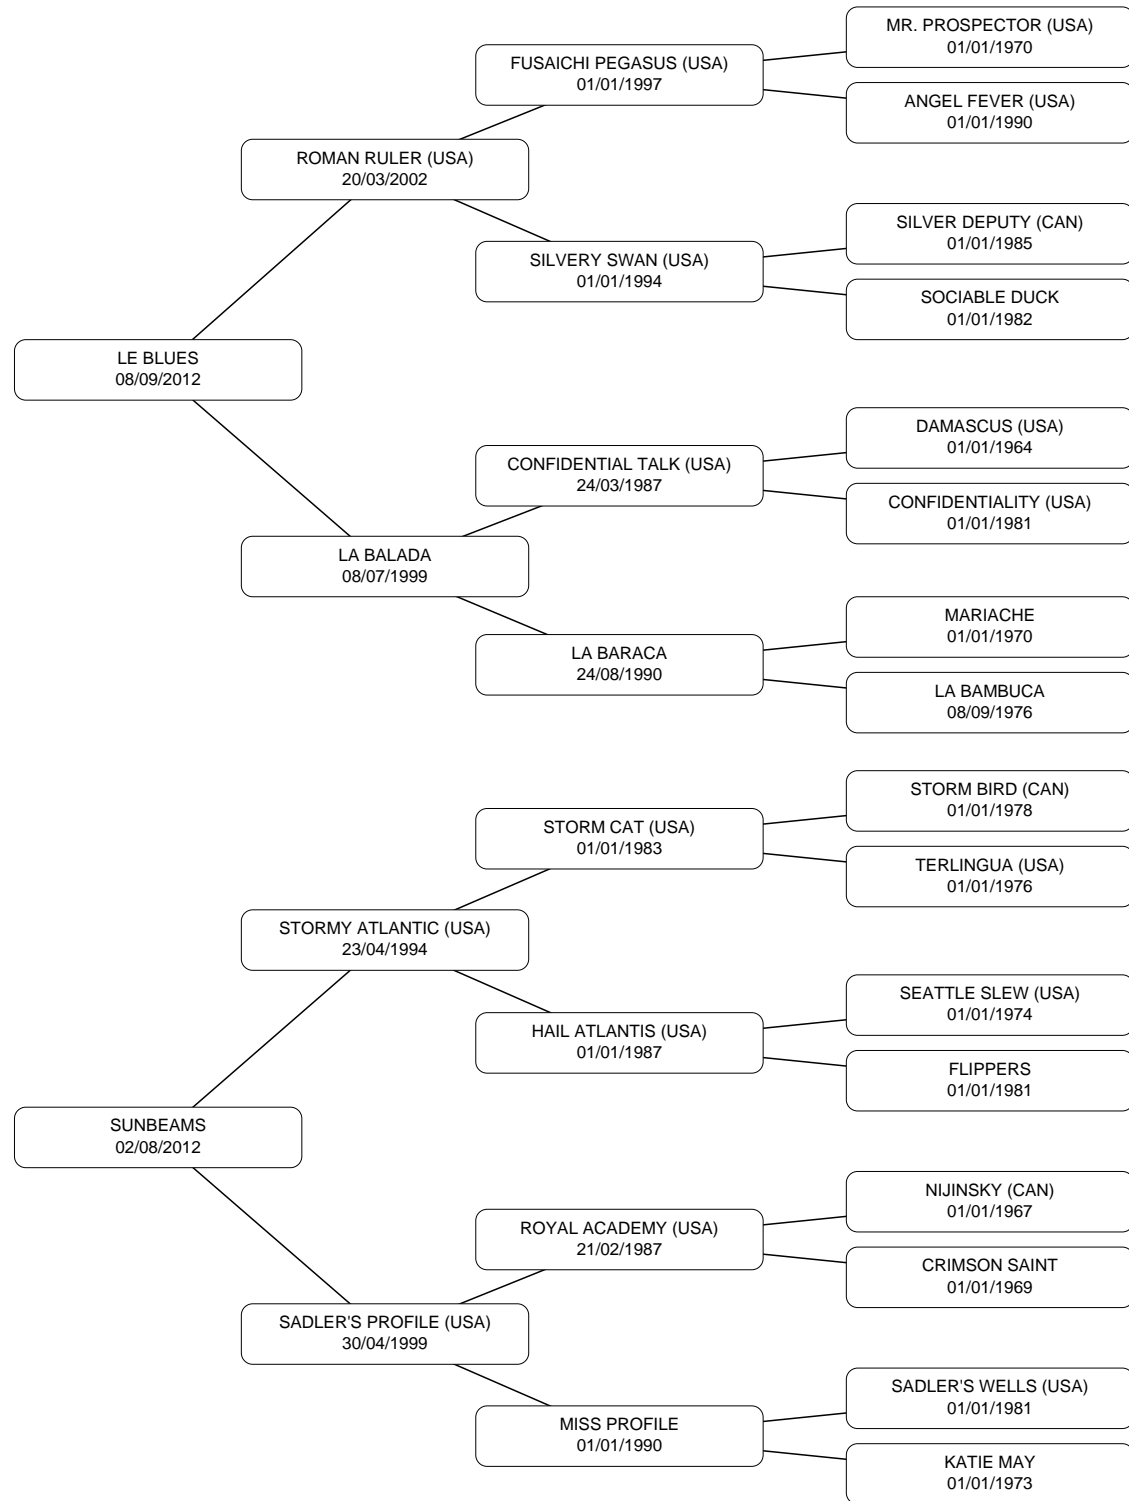 MR. PROSPECTOR (USA)
01/01/1970
FUSAICHI PEGASUS (USA)
01/01/1997
ANGEL FEVER (USA)
01/01/1990
ROMAN RULER (USA)
20/03/2002
SILVER DEPUTY (CAN)
01/01/1985
SILVERY SWAN (USA)
01/01/1994
SOCIABLE DUCK
01/01/1982
LE BLUES
08/09/2012
DAMASCUS (USA)
01/01/1964
CONFIDENTIAL TALK (USA)
24/03/1987
CONFIDENTIALITY (USA)
01/01/1981
LA BALADA
08/07/1999
MARIACHE
01/01/1970
LA BARACA
24/08/1990
LA BAMBUCA
08/09/1976
STORM BIRD (CAN)
01/01/1978
STORM CAT (USA)
01/01/1983
TERLINGUA (USA)
01/01/1976
STORMY ATLANTIC (USA)
23/04/1994
SEATTLE SLEW (USA)
01/01/1974
HAIL ATLANTIS (USA)
01/01/1987
FLIPPERS
01/01/1981
SUNBEAMS
02/08/2012
NIJINSKY (CAN)
01/01/1967
ROYAL ACADEMY (USA)
21/02/1987
CRIMSON SAINT
01/01/1969
SADLER'S PROFILE (USA)
30/04/1999
SADLER'S WELLS (USA)
01/01/1981
MISS PROFILE
01/01/1990
KATIE MAY
01/01/1973